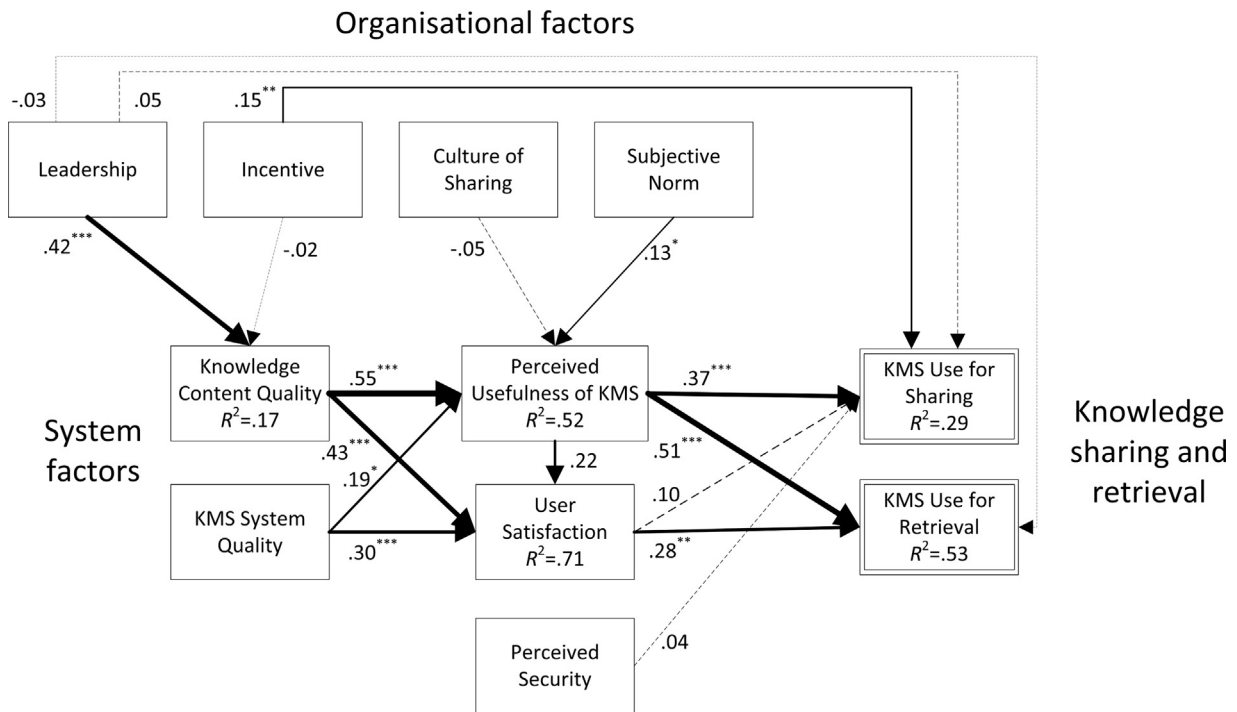 Organisational factors
-.03
.05
.15**
Leadership
Incentive
Culture of
Sharing
Subjective
Norm
.42***
-.02
-.05
.13*
Knowledge
Content Quality
R²=.17
.55***
Perceived
Usefulness of KMS
R²=.52
.37***
KMS Use for
Sharing
R²=.29
System
factors
Knowledge
sharing and
retrieval
.43***
.19*
.22
.51***
.10
KMS System
Quality
.30***
User
Satisfaction
R²=.71
.28**
KMS Use for
Retrieval
R²=.53
Perceived
Security
.04